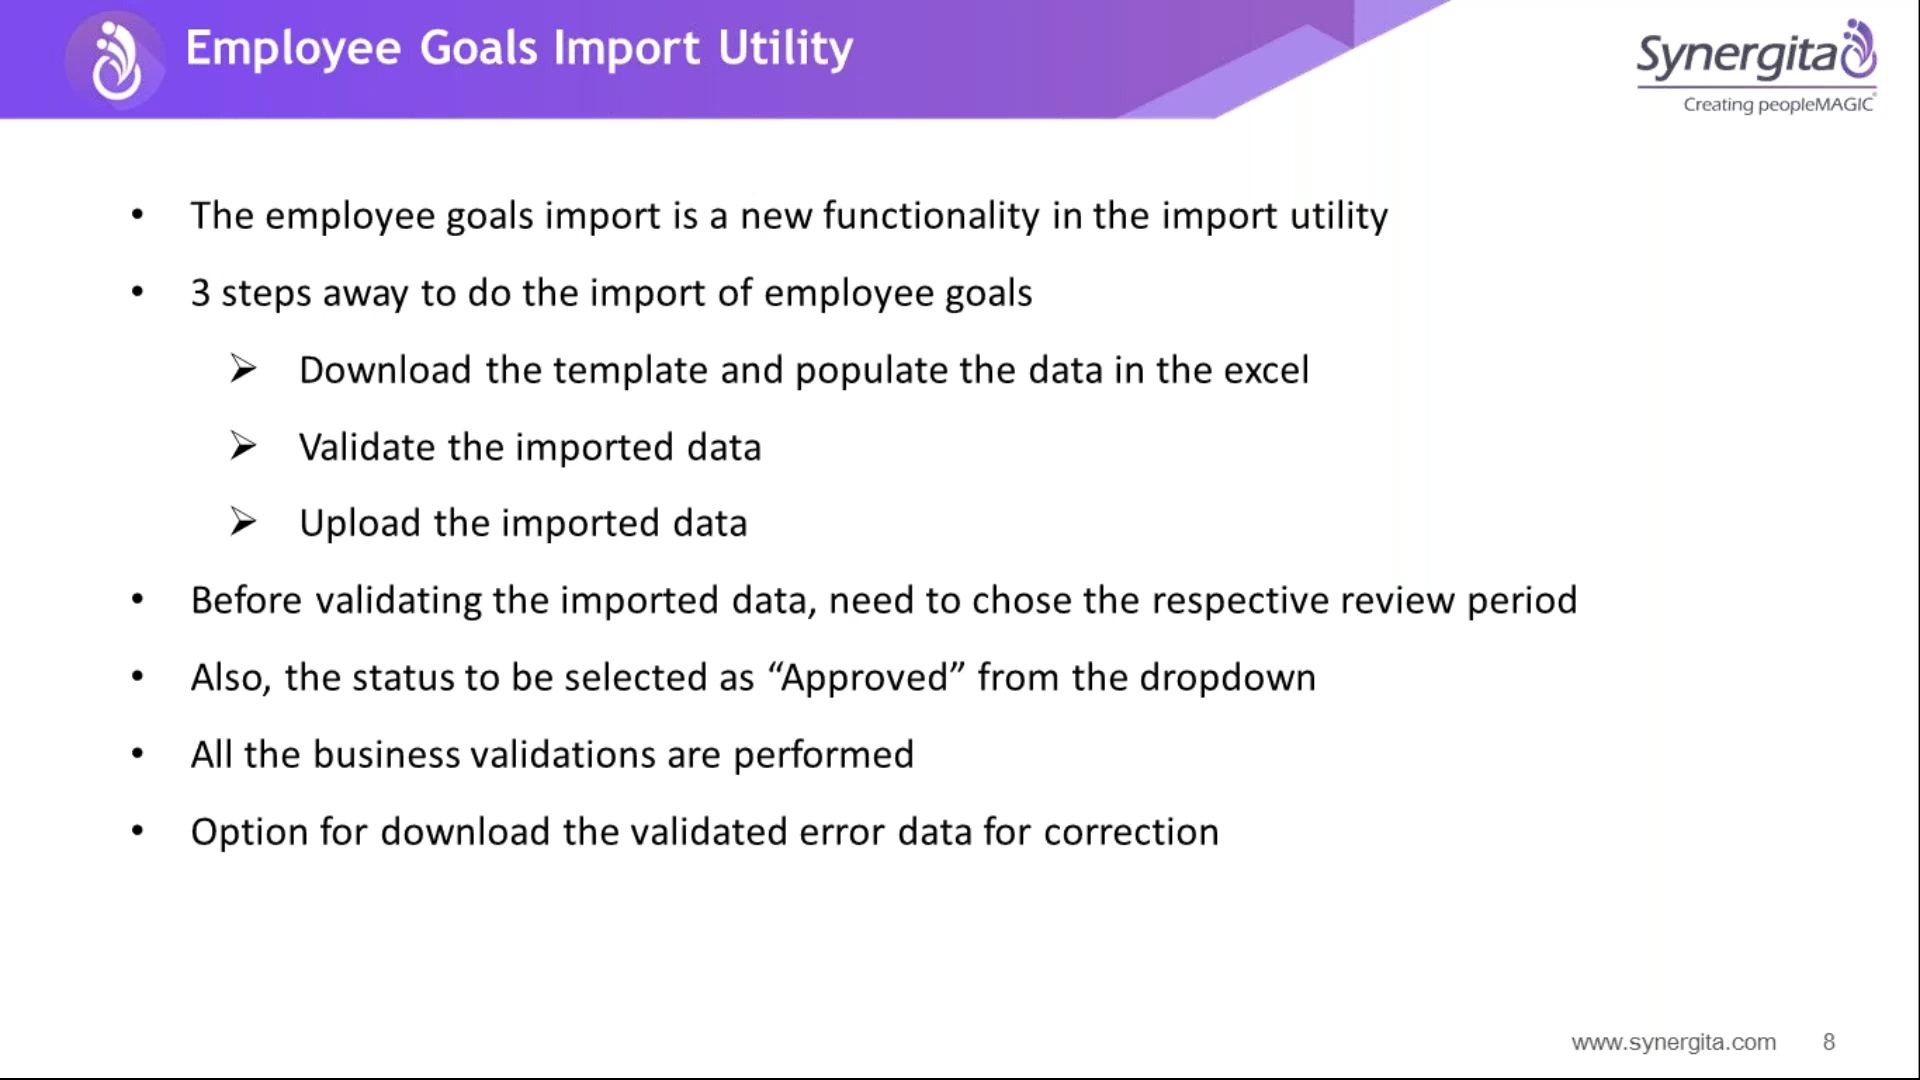 Employee Goals Import Utility
Synergita
Creating peopleMAGIC
• The employee goals import is a new functionality in the import utility
• 3 steps away to do the import of employee goals
➢ Download the template and populate the data in the excel
➢ Validate the imported data
➢ Upload the imported data
• Before validating the imported data, need to chose the respective review period
• Also, the status to be selected as “Approved” from the dropdown
• All the business validations are performed
• Option for download the validated error data for correction
www.synergita.com 8